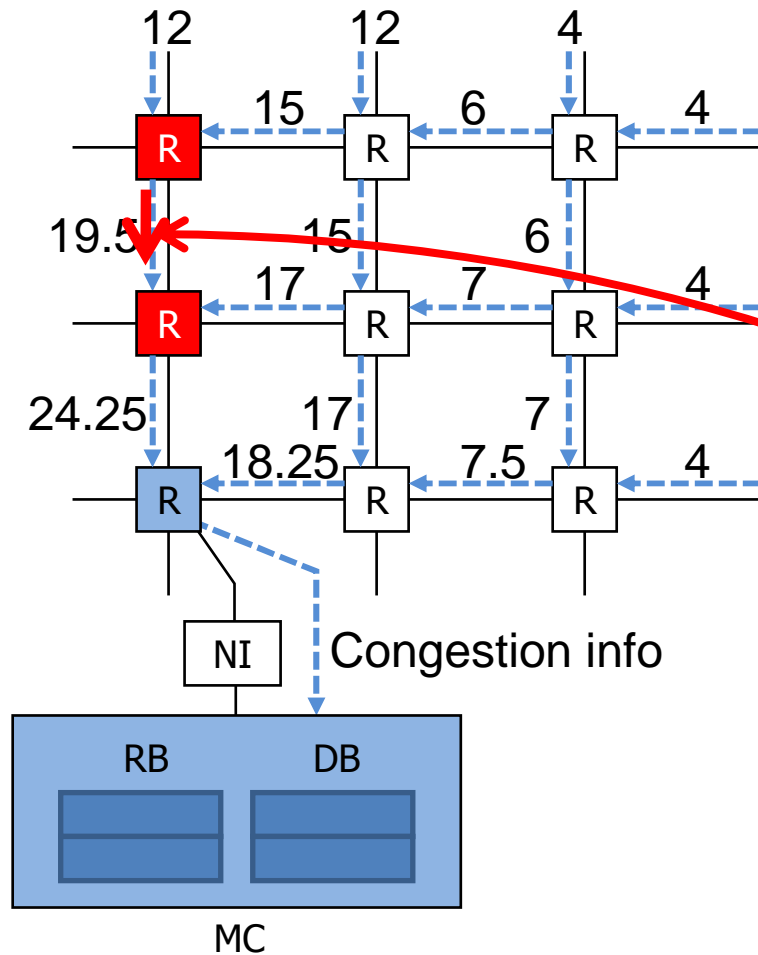 12 12 4
15 6 4
R R R
19.5 15 6
17 7 4
R R R
24.25 17 7
18.25 7.5 4
R R R
NI Congestion info
RB DB
MC